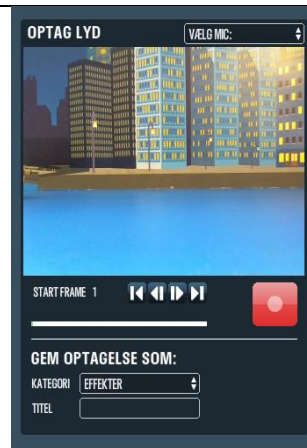 OPTAG LYD VÆLG MIC:
START FRAME 1
GEM OPTAGELSE SOM:
KATEGORI EFFEKTER
TITEL